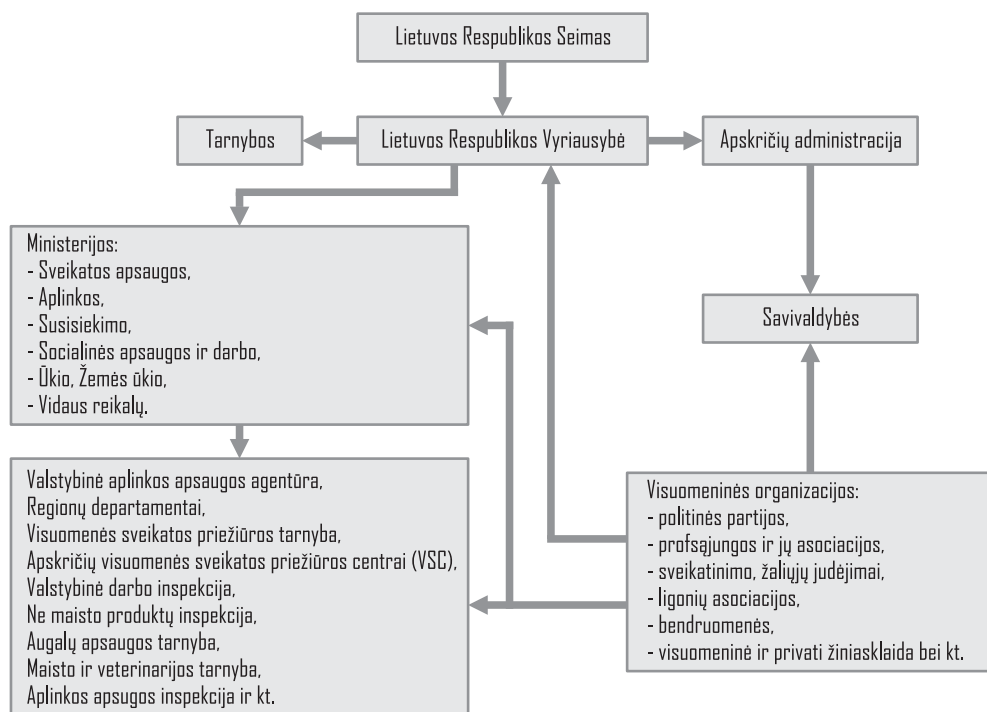 Lietuvos Respublikos Seimas
Tarnybos
Lietuvos Respublikos Vyriausybė
Apskričių administracija
Ministerijos:
- Sveikatos apsaugos,
- Aplinkos,
- Susisiekimo,
- Socialinės apsaugos ir darbo,
- Ūkio, Žemės ūkio,
- Vidaus reikalų.
Savivaldybės
Valstybinė aplinkos apsaugos agentūra,
Regionų departamentai,
Visuomenės sveikatos priežiūros tarnyba,
Apskričių visuomenės sveikatos priežiūros centrai (VSC),
Valstybinė darbo inspekcija,
Ne maisto produktų inspekcija,
Augalų apsaugos tarnyba,
Maisto ir veterinarijos tarnyba,
Aplinkos apsugos inspekcija ir kt.
Visuomeninės organizacijos:
- politinės partijos,
- profsąjungos ir jų asociacijos,
- sveikatinimo, žaliųjų judėjimai,
- ligonių asociacijos,
- bendruomenės,
- visuomeninė ir privati žiniasklaida bei kt.